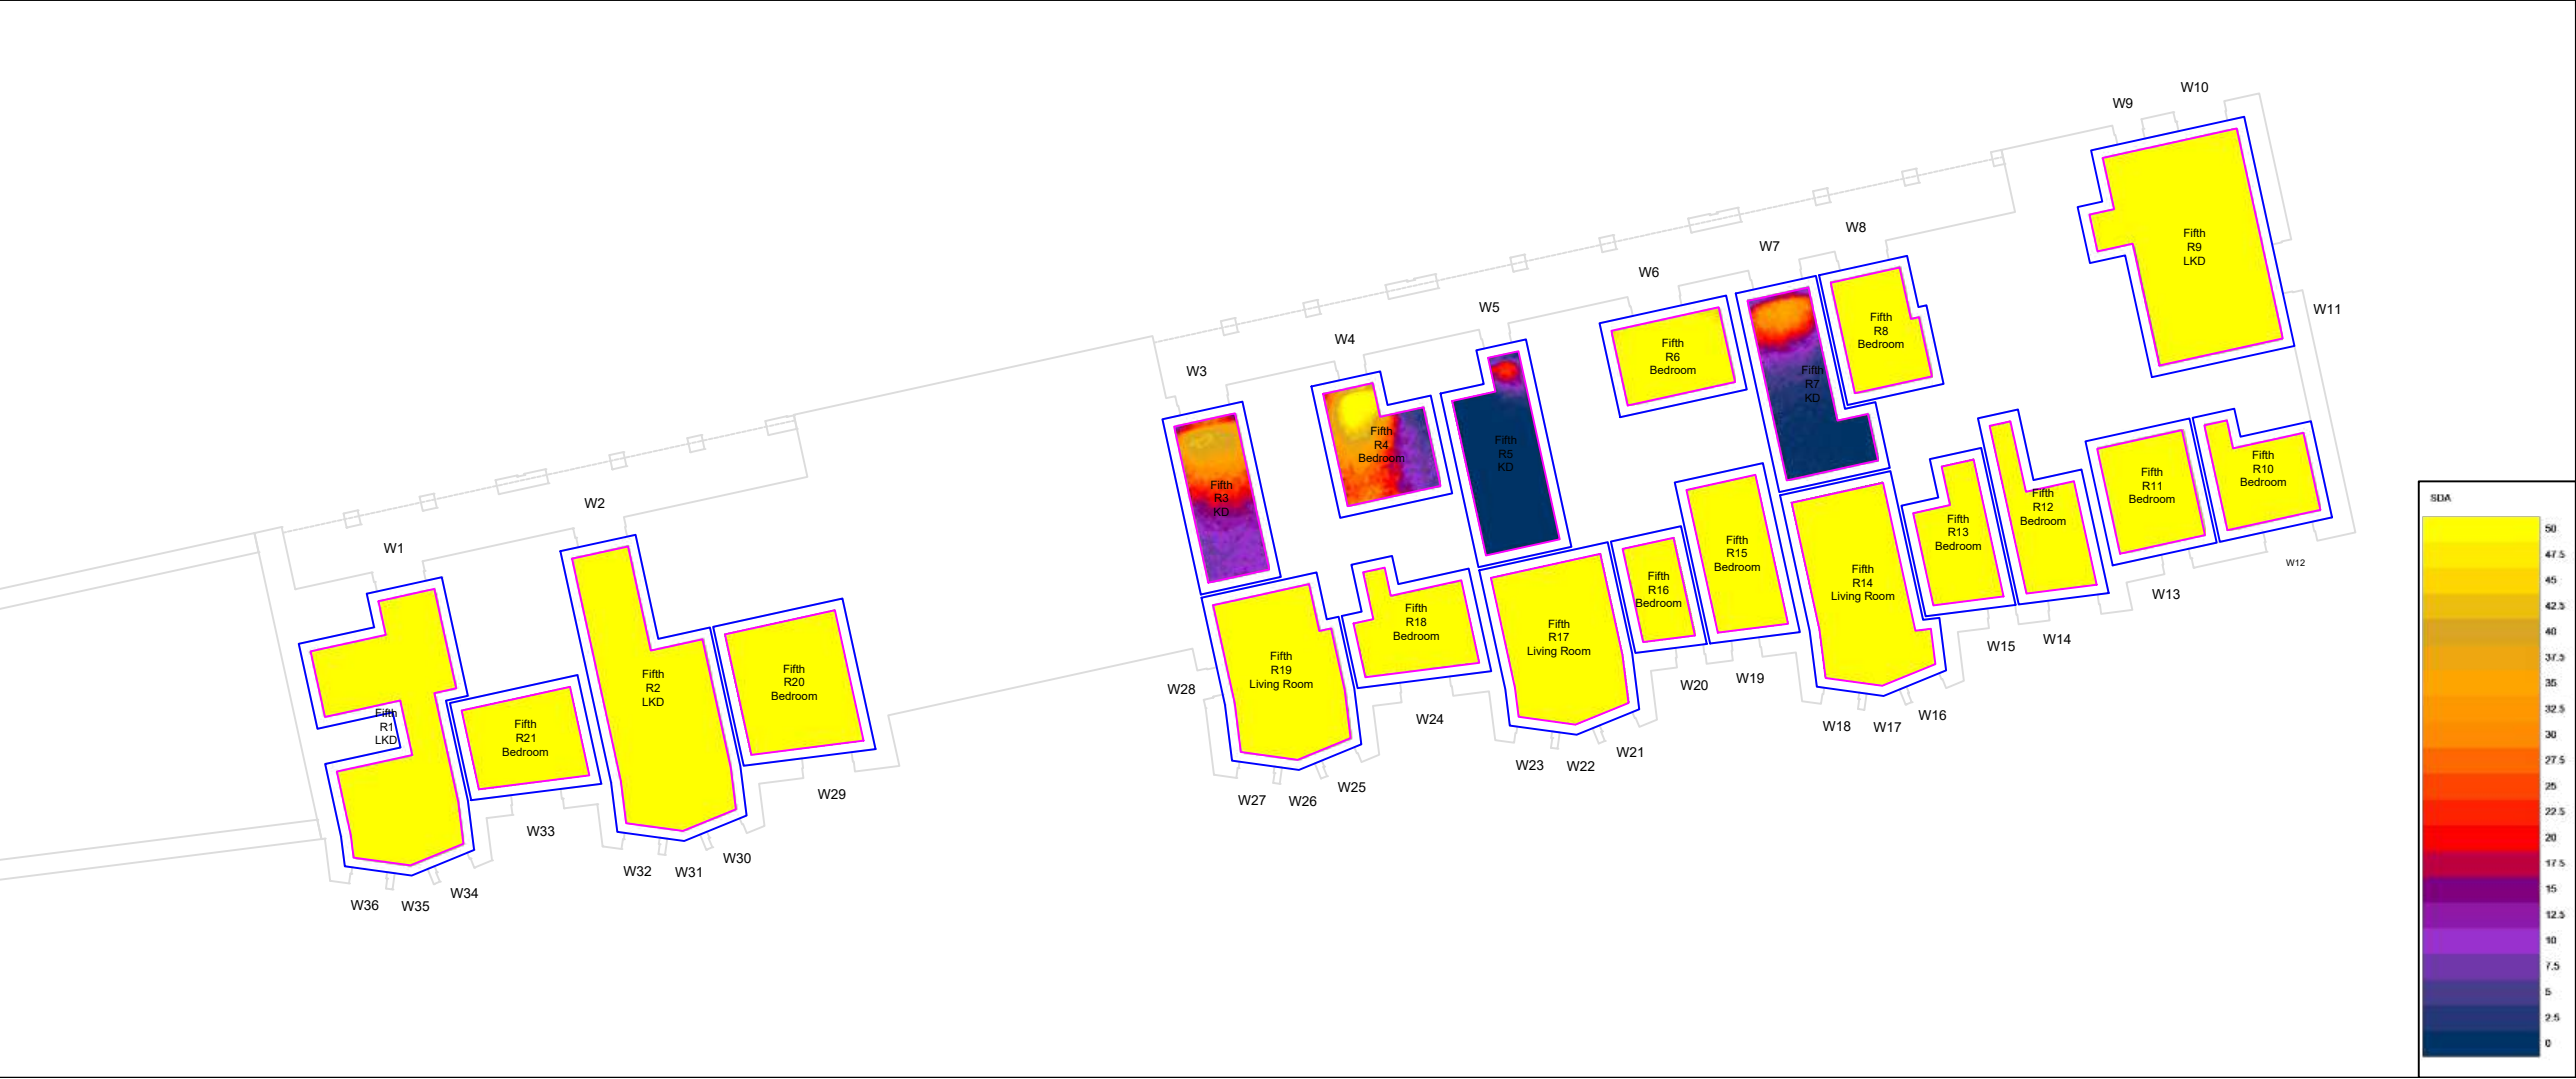 W10
W9
Fifth
R9
LKD
W8
W7
W6
W5
W11
Fifth
R8
Bedroom
W4
Fifth
R6
Bedroom
W3
Fifth
R7
KD
Fifth
R4
Bedroom
Fifth
R5
KD
Fifth
R3
KD
Fifth
R10
Bedroom
Fifth
R11
Bedroom
Fifth
R12
Bedroom
Fifth
R13
Bedroom
W2
W1
Fifth
R15
Bedroom
Fifth
R14
Living Room
Fifth
R16
Bedroom
W12
W13
Fifth
R18
Bedroom
Fifth
R17
Living Room
W14
W15
Fifth
R19
Living Room
Fifth
R20
Bedroom
Fifth
R2
LKD
W28
W19
W20
Fifth
R1
LKD
Fifth
R21
Bedroom
W24
W16
W17
W18
W21
W22
W23
W25
W26
W27
W29
W33
W30
W31
W32
W34
W35
W36
SDA
50
47.5
45
42.5
40
37.5
35
32.5
30
27.5
25
22.5
20
17.5
15
12.5
10
7.5
5
2.5
0